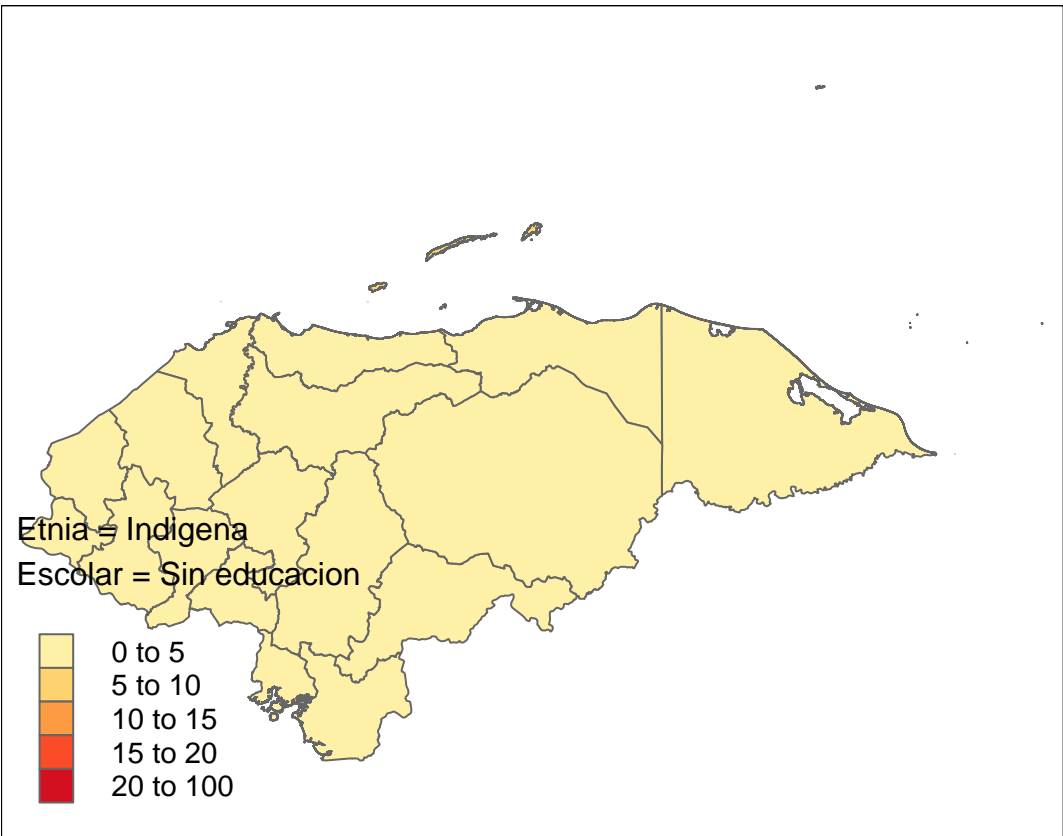 Etnia = Indigena
Escolar = Sin educacion
0 to 5
5 to 10
10 to 15
15 to 20
20 to 100